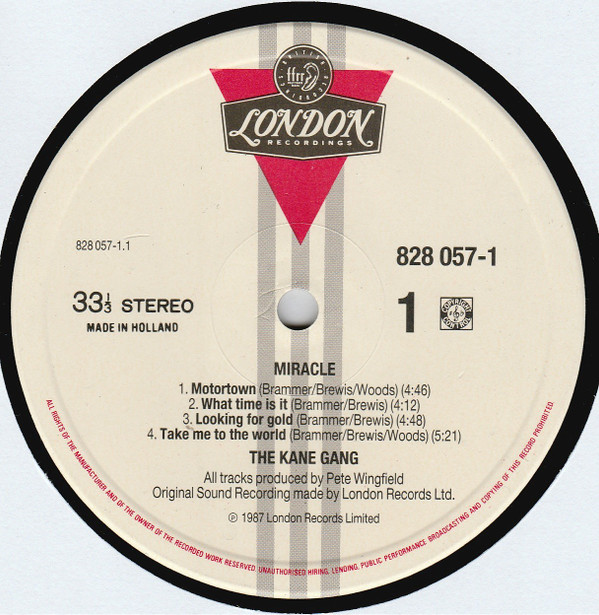 BRITISH RECORDINGS
ffrr
LONDON
RECORDINGS
828 057-1.1
828 057-1
33⅓ STEREO
1
COPYRIGHT CONTROL
MADE IN HOLLAND
MIRACLE
1. Motortown (Brammer/Brewis/Woods) (4:46)
2. What time is it (Brammer/Brewis) (4:12)
3. Looking for gold (Brammer/Brewis) (4:48)
4. Take me to the world (Brammer/Brewis/Woods) (5:21)
THE KANE GANG
All tracks produced by Pete Wingfield
Original Sound Recording made by London Records Ltd.
℗ 1987 London Records Limited
ALL RIGHTS OF THE MANUFACTURER AND OF THE OWNER OF THE RECORDED WORK RESERVED. UNAUTHORISED HIRING, LENDING, PUBLIC PERFORMANCE BROADCASTING AND COPYING OF THIS RECORD PROHIBITED.